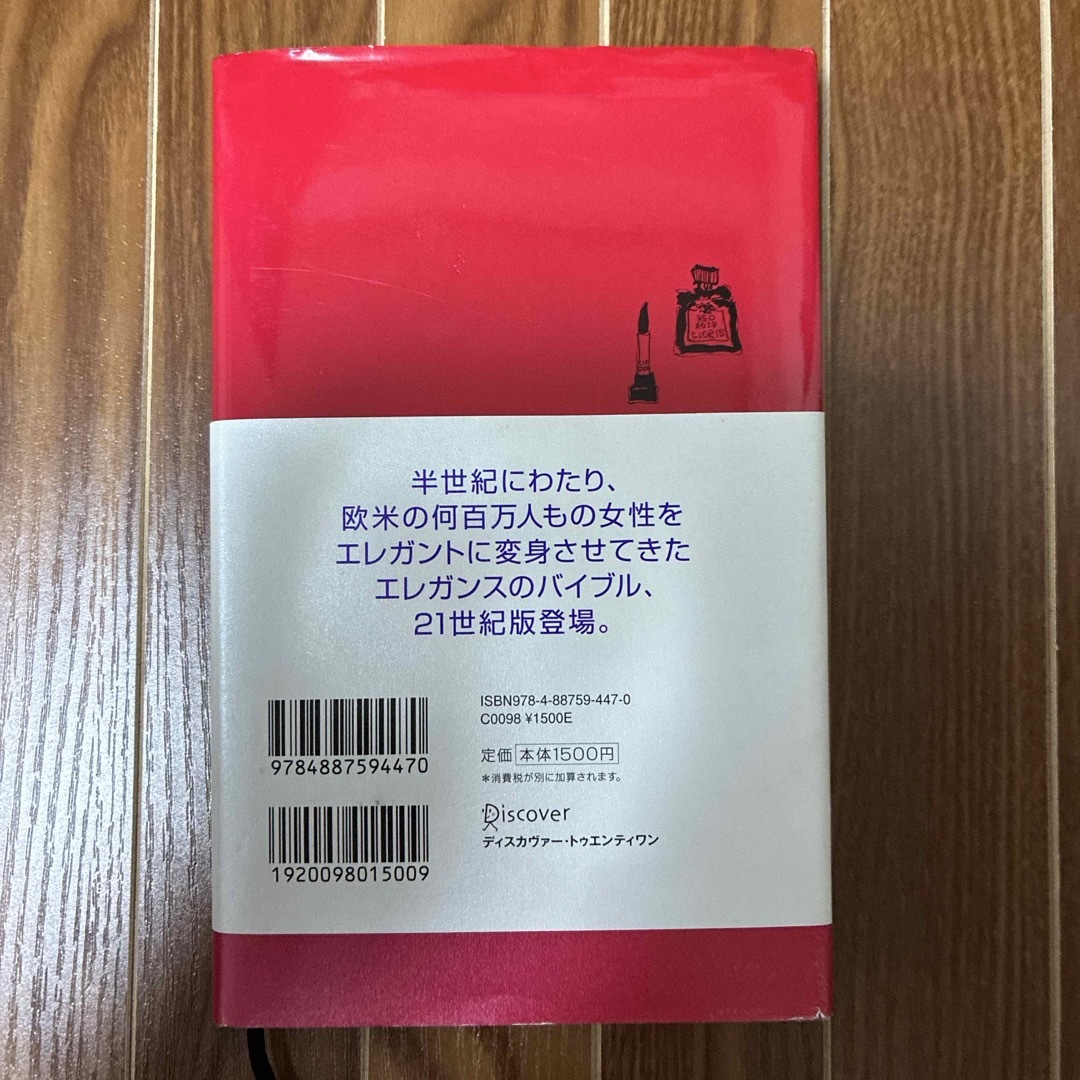 半世紀にわたり、
欧米の何百万人もの女性を
エレガントに変身させてきた
エレガンスのバイブル、
21世紀版登場。
ISBN978-4-88759-447-0
C0098 ¥1500E
定価 本体1500円
＊消費税が別に加算されます。
9784887594470
Discover
ディスカヴァー・トゥエンティワン
1920098015009